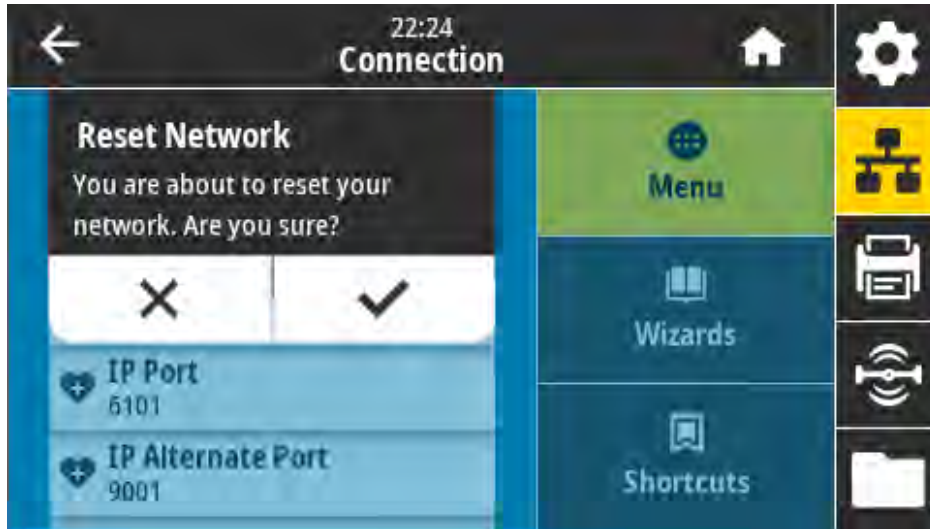 22:24
Connection
Reset Network
You are about to reset your
network. Are you sure?
IP Port
6101
IP Alternate Port
9001
Menu
Wizards
Shortcuts